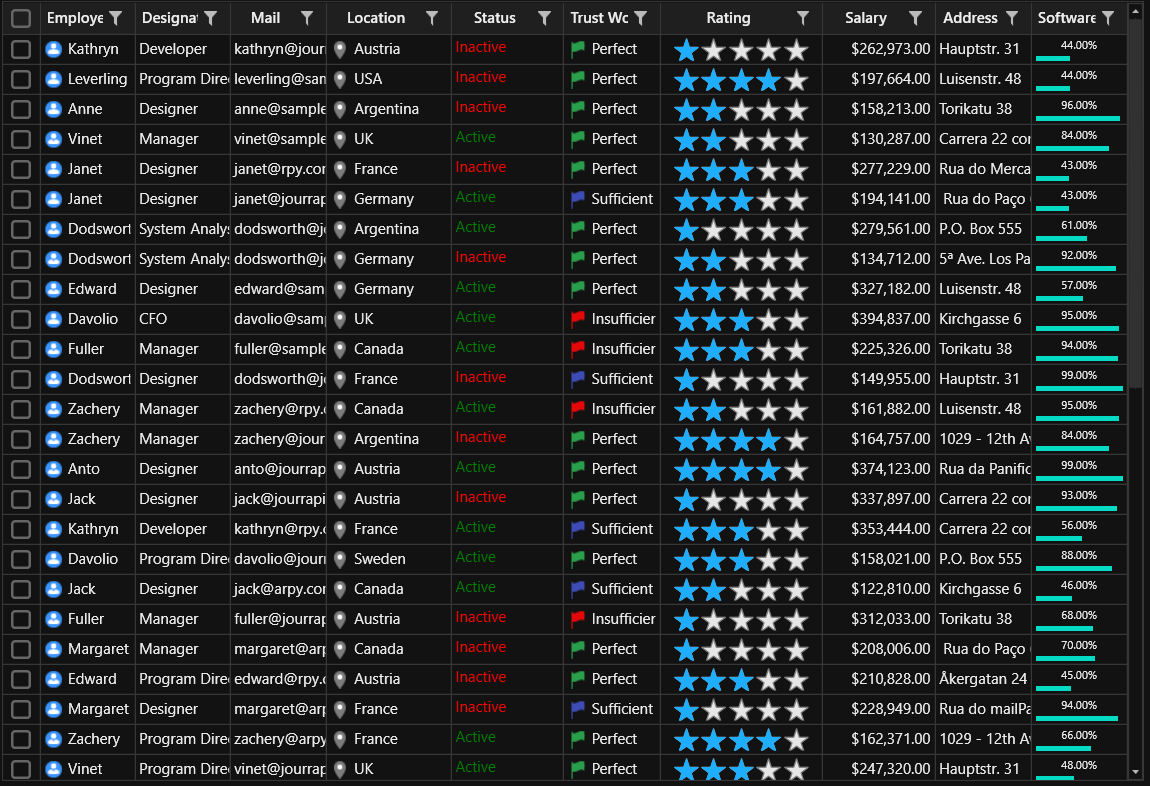 Employe Designat Mail Location Status Trust Wo Rating Salary Address Software
Kathryn Developer kathryn@jour Austria Inactive Perfect $262,973.00 Hauptstr. 31 44.00%
Leverling Program Dire leverling@sam USA Inactive Perfect $197,664.00 Luisenstr. 48 44.00%
Anne Designer anne@sample Argentina Inactive Perfect $158,213.00 Torikatu 38 96.00%
Vinet Manager vinet@sample UK Active Perfect $130,287.00 Carrera 22 con 84.00%
Janet Designer janet@rpy.con France Inactive Perfect $277,229.00 Rua do Merca 43.00%
Janet Designer janet@jourrap Germany Active Sufficient $194,141.00 Rua do Paço 43.00%
Dodswort System Analys dodsworth@j Argentina Active Perfect $279,561.00 P.O. Box 555 61.00%
Dodswort System Analys dodsworth@j Germany Inactive Perfect $134,712.00 5ª Ave. Los Pa 92.00%
Edward Designer edward@sam Germany Active Perfect $327,182.00 Luisenstr. 48 57.00%
Davolio CFO davolio@samp UK Active Insufficier $394,837.00 Kirchgasse 6 95.00%
Fuller Manager fuller@sample Canada Active Insufficier $225,326.00 Torikatu 38 94.00%
Dodswort Designer dodsworth@j France Inactive Sufficient $149,955.00 Hauptstr. 31 99.00%
Zachery Manager zachery@rpy.c Canada Active Insufficier $161,882.00 Luisenstr. 48 95.00%
Zachery Manager zachery@jour Argentina Inactive Perfect $164,757.00 1029 - 12th Av 84.00%
Anto Designer anto@jourrap Austria Active Perfect $374,123.00 Rua da Panific 99.00%
Jack Designer jack@jourrapi Austria Inactive Perfect $337,897.00 Carrera 22 con 93.00%
Kathryn Developer kathryn@rpy.c France Active Sufficient $353,444.00 Carrera 22 con 56.00%
Davolio Program Dire davolio@jourr Sweden Active Perfect $158,021.00 P.O. Box 555 88.00%
Jack Designer jack@arpy.con Canada Active Sufficient $122,810.00 Kirchgasse 6 46.00%
Fuller Manager fuller@jourrap Austria Inactive Insufficier $312,033.00 Torikatu 38 68.00%
Margaret Manager margaret@arp Canada Inactive Perfect $208,006.00 Rua do Paço 70.00%
Edward Program Dire edward@rpy.c Austria Inactive Perfect $210,828.00 Åkergatan 24 45.00%
Margaret Designer margaret@arp France Inactive Sufficient $228,949.00 Rua do mailPa 94.00%
Zachery Program Dire zachery@arpy France Active Perfect $162,371.00 1029 - 12th Av 66.00%
Vinet Program Dire vinet@jourrap UK Active Perfect $247,320.00 Hauptstr. 31 48.00%